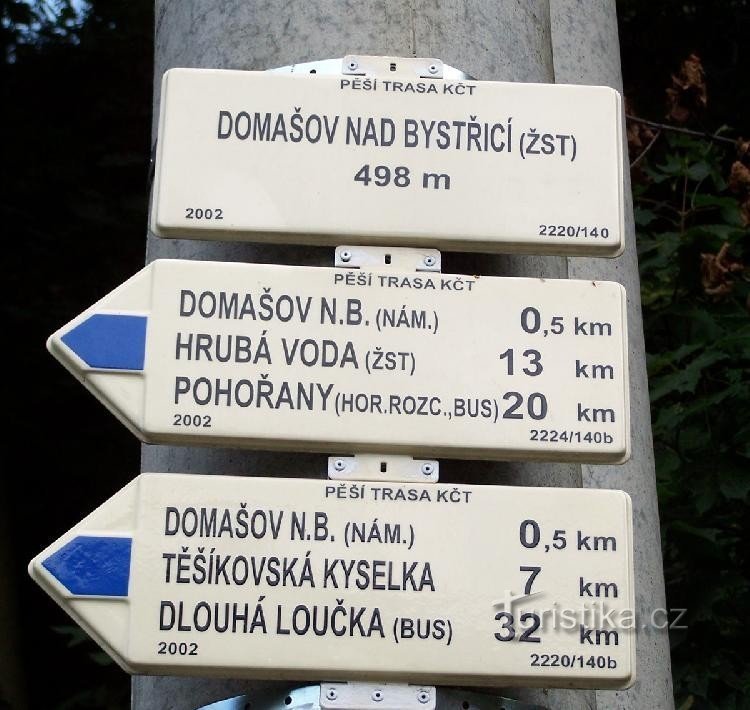 PĚŠÍ TRASA KČT
DOMAŠOV NAD BYSTŘICÍ (ŽST)
498 m
2002 2220/140
PĚŠÍ TRASA KČT
DOMAŠOV N.B. (NÁM.) 0,5 km
HRUBÁ VODA (ŽST) 13 km
POHOŘANY (HOR.ROZC.,BUS) 20 km
2002 2224/140b
PĚŠÍ TRASA KČT
DOMAŠOV N.B. (NÁM.) 0,5 km
TĚŠÍKOVSKÁ KYSELKA 7 km
DLOUHÁ LOUČKA (BUS) 32 km
2002 2220/140b
Turistika.cz